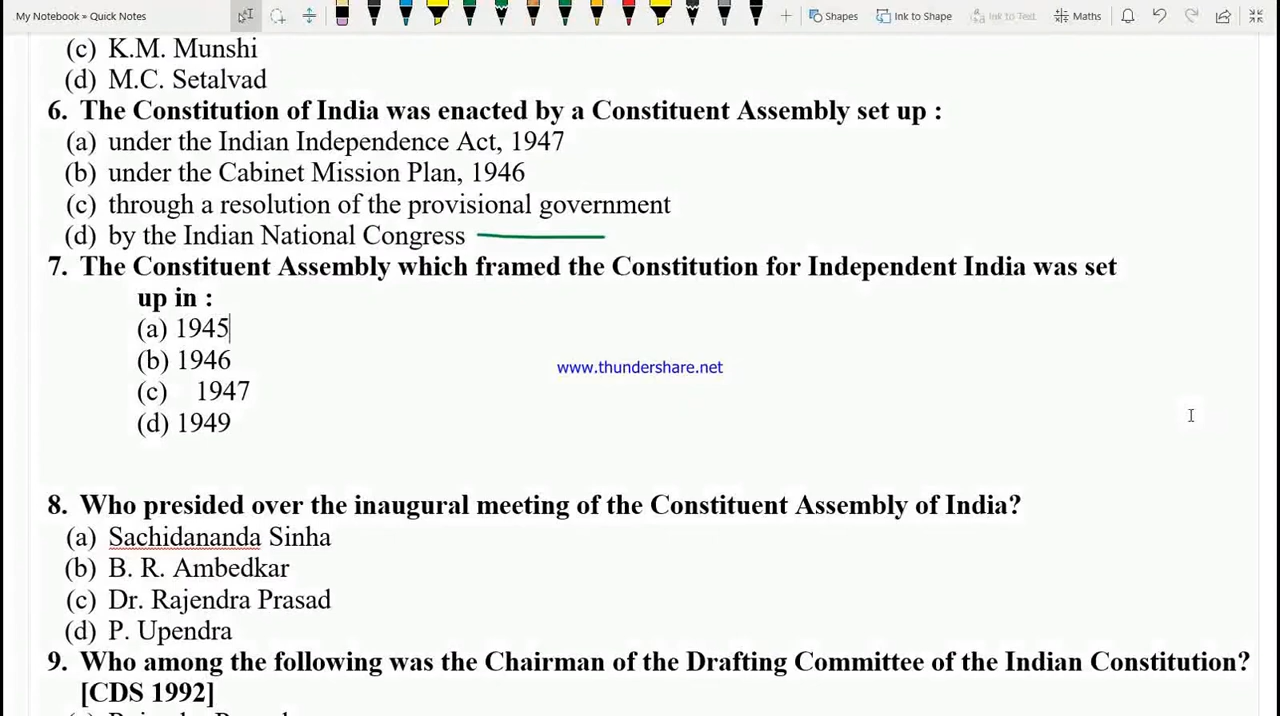 My Notebook » Quick Notes
Shapes
Ink to Shape
Ink to Text
Maths
(c) K.M. Munshi
(d) M.C. Setalvad
6. The Constitution of India was enacted by a Constituent Assembly set up :
(a) under the Indian Independence Act, 1947
(b) under the Cabinet Mission Plan, 1946
(c) through a resolution of the provisional government
(d) by the Indian National Congress
7. The Constituent Assembly which framed the Constitution for Independent India was set
up in :
(a) 1945
(b) 1946
www.thundershare.net
(c) 1947
(d) 1949
8. Who presided over the inaugural meeting of the Constituent Assembly of India?
(a) Sachidananda Sinha
(b) B. R. Ambedkar
(c) Dr. Rajendra Prasad
(d) P. Upendra
9. Who among the following was the Chairman of the Drafting Committee of the Indian Constitution?
[CDS 1992]